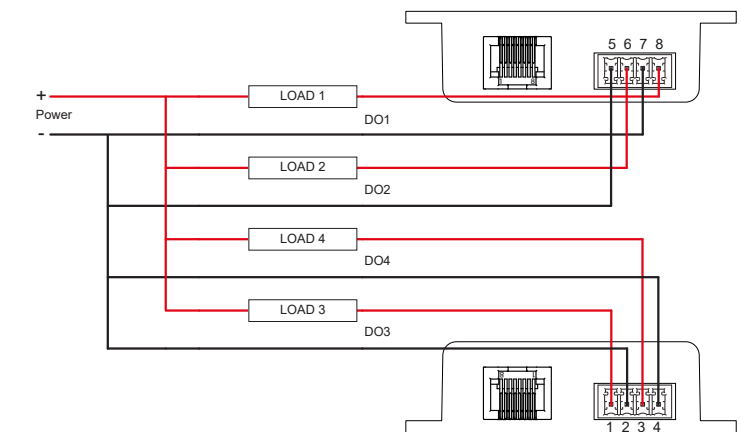 5 6 7 8
+
LOAD 1
Power
DO1
-
LOAD 2
DO2
LOAD 4
DO4
LOAD 3
DO3
1 2 3 4